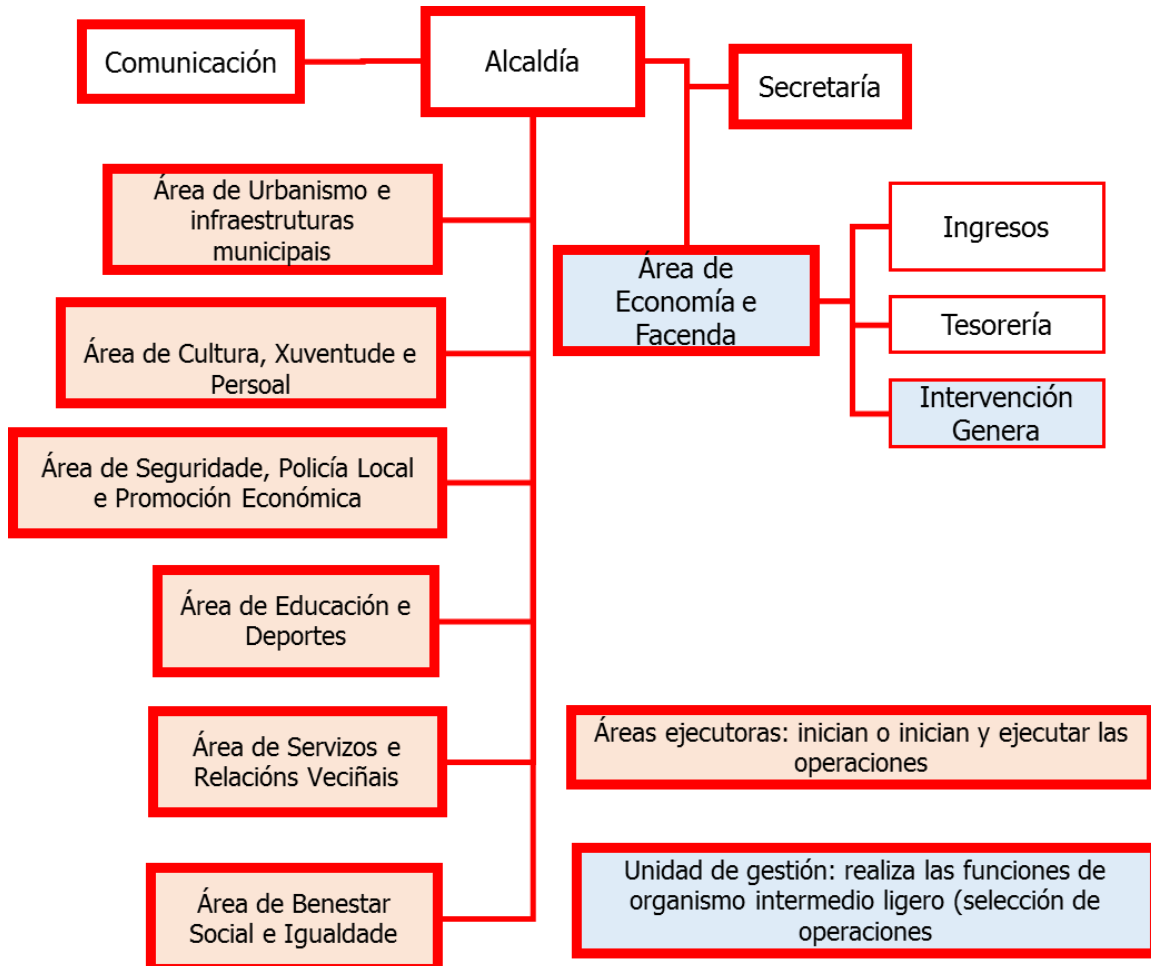 Comunicación
Alcaldía
Secretaría
Área de Urbanismo e
infraestruturas
municipais
Área de Cultura, Xuventude e
Persoal
Área de Seguridade, Policía Local
e Promoción Económica
Área de Educación e
Deportes
Área de Servizos e
Relacións Veciñais
Área de Benestar
Social e Igualdade
Área de
Economía e
Facenda
Ingresos
Tesorería
Intervención
Genera
Áreas ejecutoras: inician o inician y ejecutar las
operaciones
Unidad de gestión: realiza las funciones de
organismo intermedio ligero (selección de
operaciones